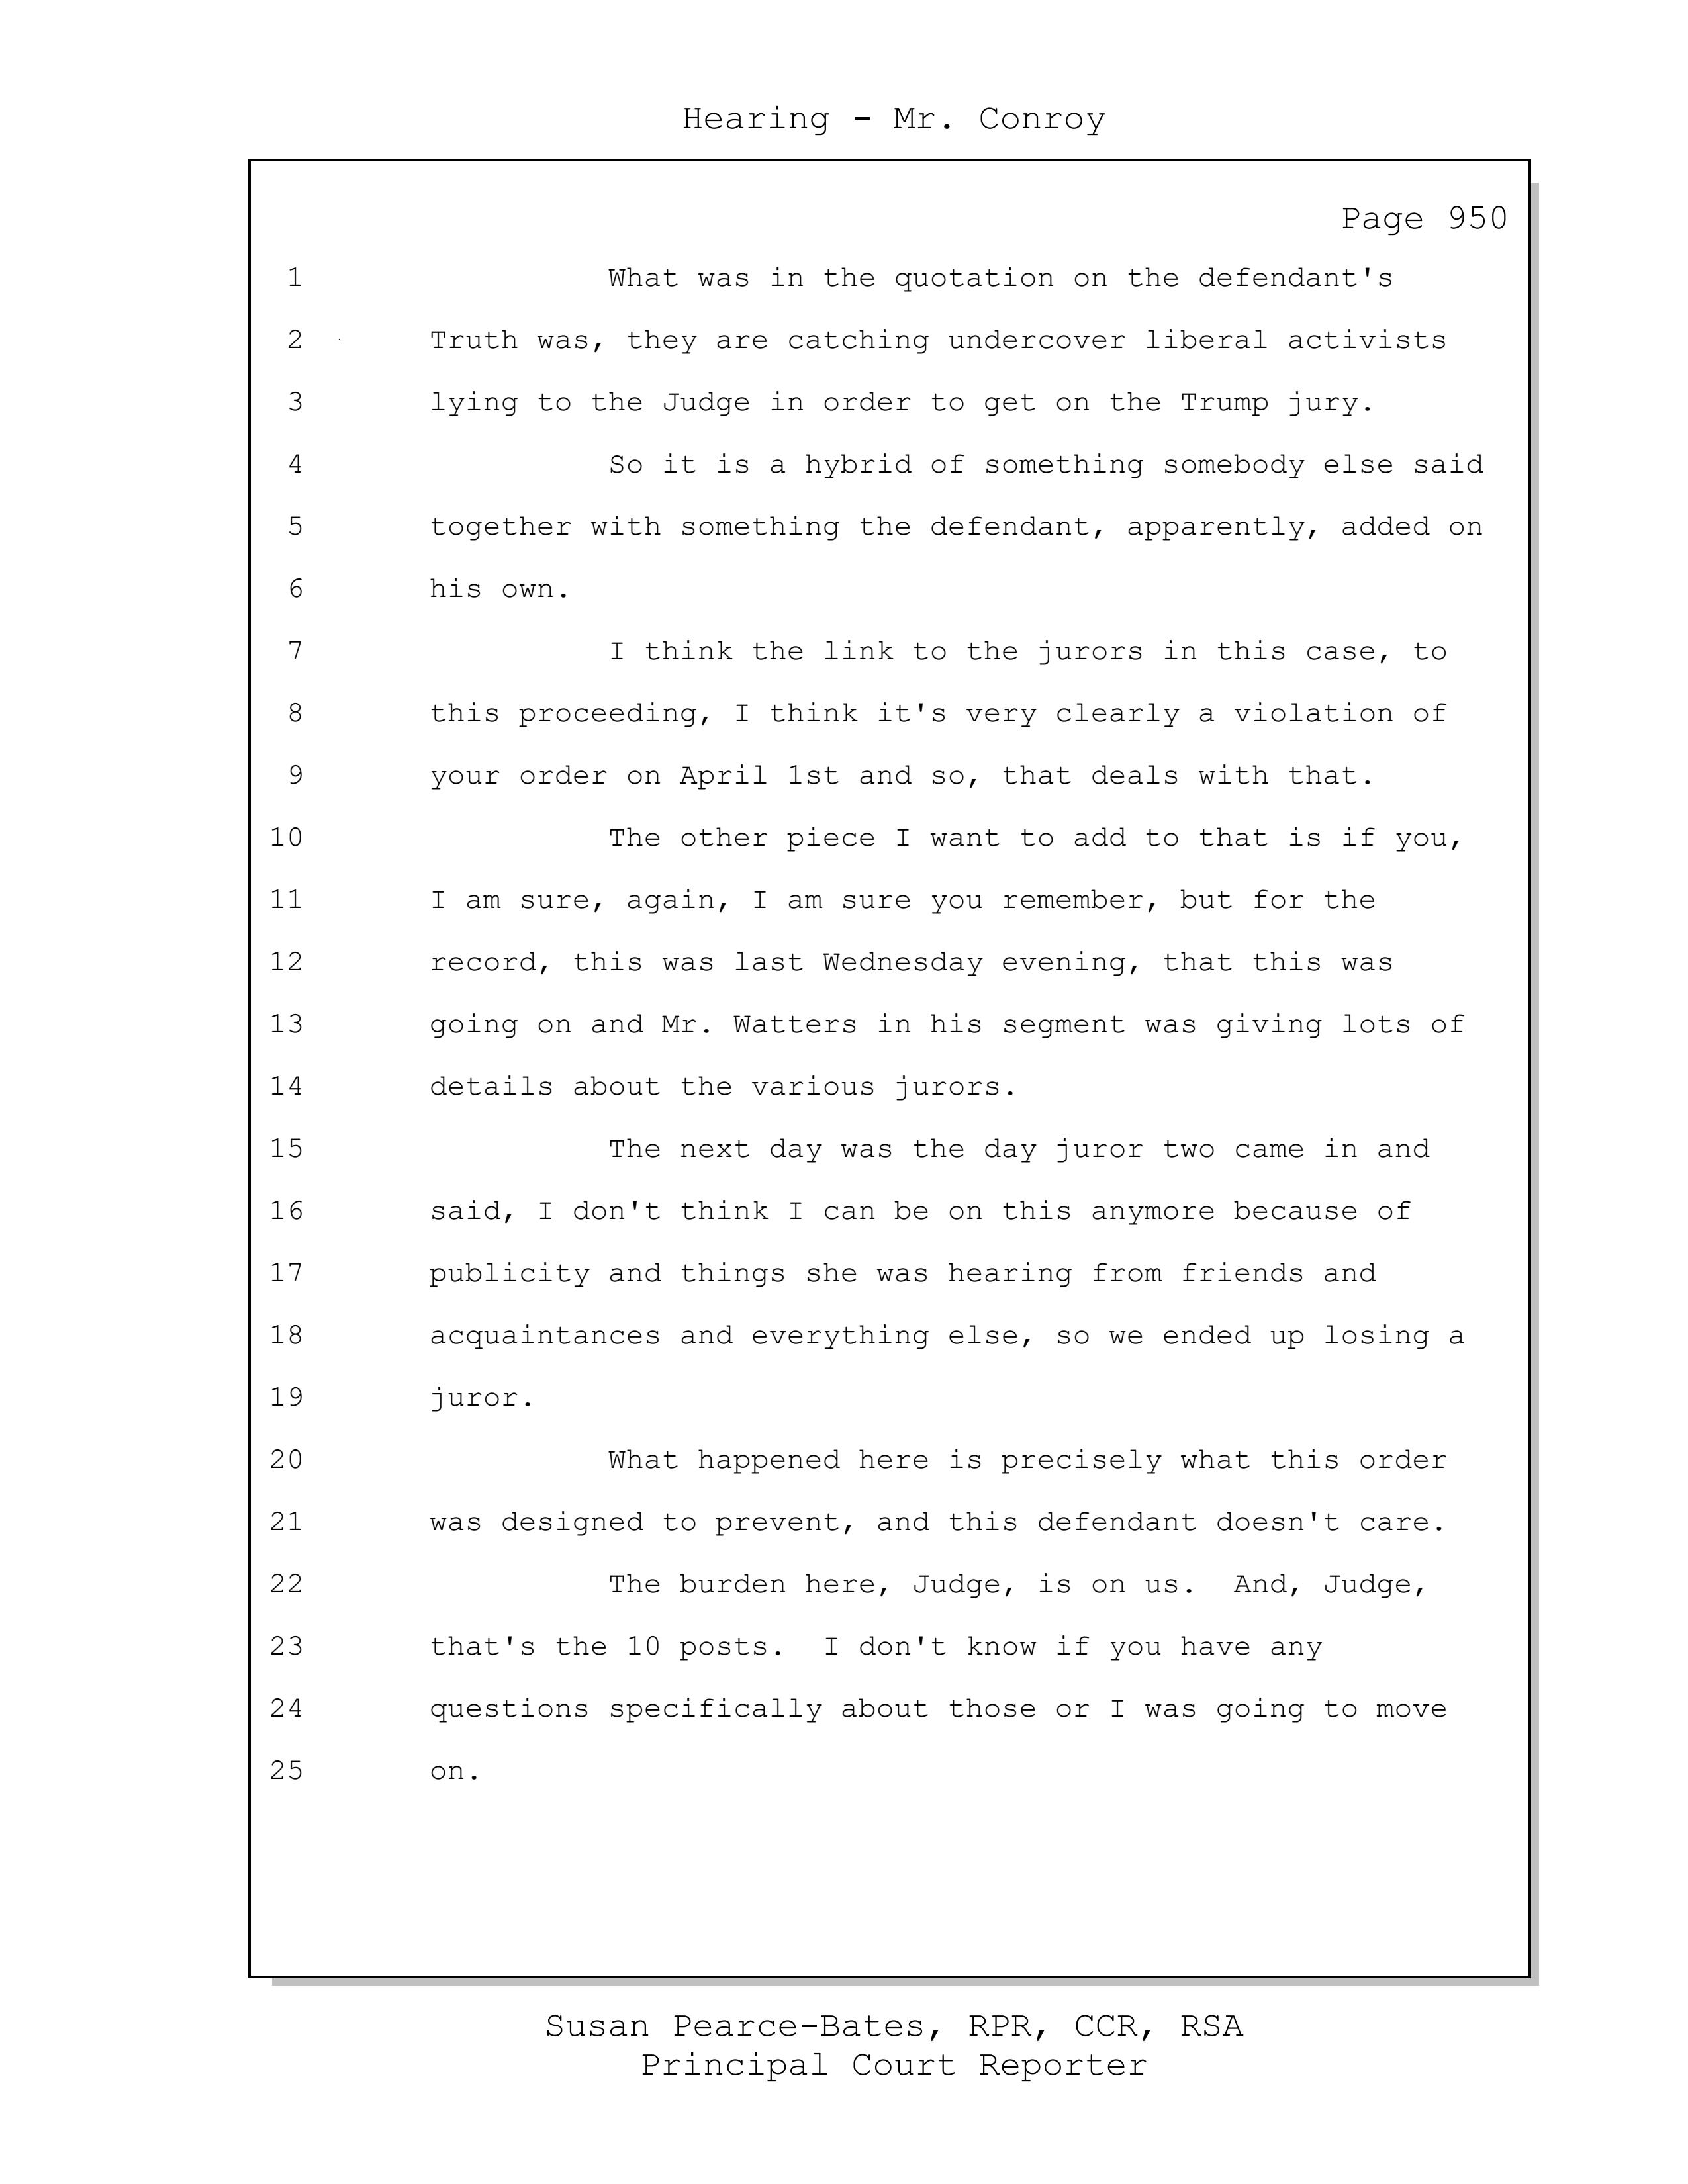 Hearing - Mr. Conroy
Page 950
1 What was in the quotation on the defendant's
2 Truth was, they are catching undercover liberal activists
3 lying to the Judge in order to get on the Trump jury.
4 So it is a hybrid of something somebody else said
5 together with something the defendant, apparently, added on
6 his own.
7 I think the link to the jurors in this case, to
8 this proceeding, I think it's very clearly a violation of
9 your order on April 1st and so, that deals with that.
10 The other piece I want to add to that is if you,
11 I am sure, again, I am sure you remember, but for the
12 record, this was last Wednesday evening, that this was
13 going on and Mr. Watters in his segment was giving lots of
14 details about the various jurors.
15 The next day was the day juror two came in and
16 said, I don't think I can be on this anymore because of
17 publicity and things she was hearing from friends and
18 acquaintances and everything else, so we ended up losing a
19 juror.
20 What happened here is precisely what this order
21 was designed to prevent, and this defendant doesn't care.
22 The burden here, Judge, is on us.  And, Judge,
23 that's the 10 posts.  I don't know if you have any
24 questions specifically about those or I was going to move
25 on.
Susan Pearce-Bates, RPR, CCR, RSA
Principal Court Reporter